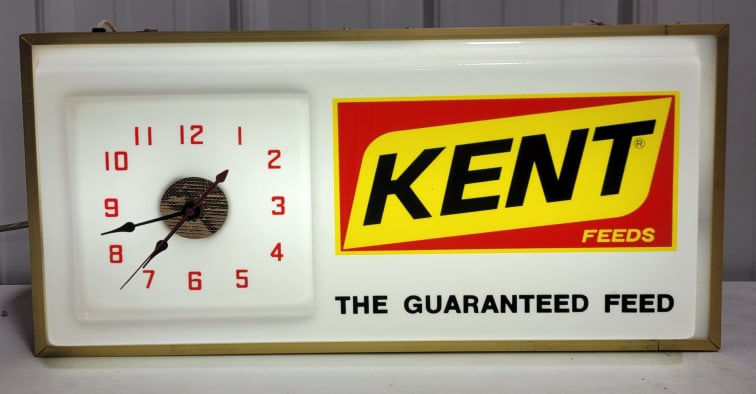 11 12 1
10 2
9 3
8 4
7 6 5
KENT®
FEEDS
THE GUARANTEED FEED